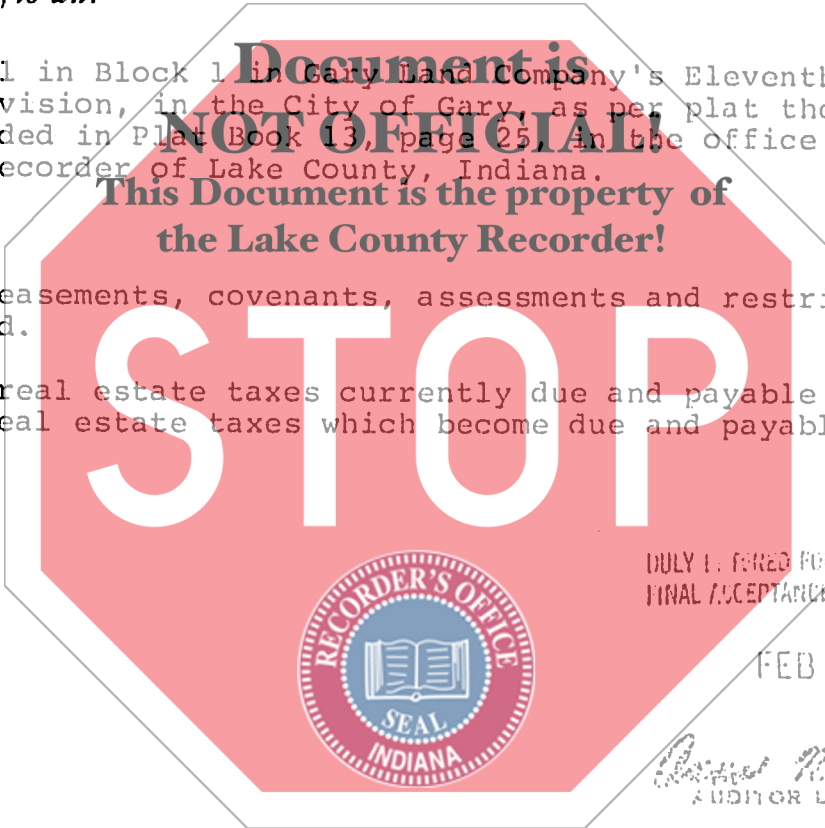 Document is
l in Block l in Gary Land Company's Eleventh
vision, in the City of Gary, as per plat tho
NOT OFFICIAL!
ded in Plat Book 13, page 25, in the office
ecorder of Lake County, Indiana.
This Document is the property of
the Lake County Recorder!
easements, covenants, assessments and restri
d.
STOP
real estate taxes currently due and payable
eal estate taxes which become due and payabl
DULY
FINAL ACCEPTANC
RECORDER'S OFFICE
FEB
SEAL
INDIANA
AUDITOR L